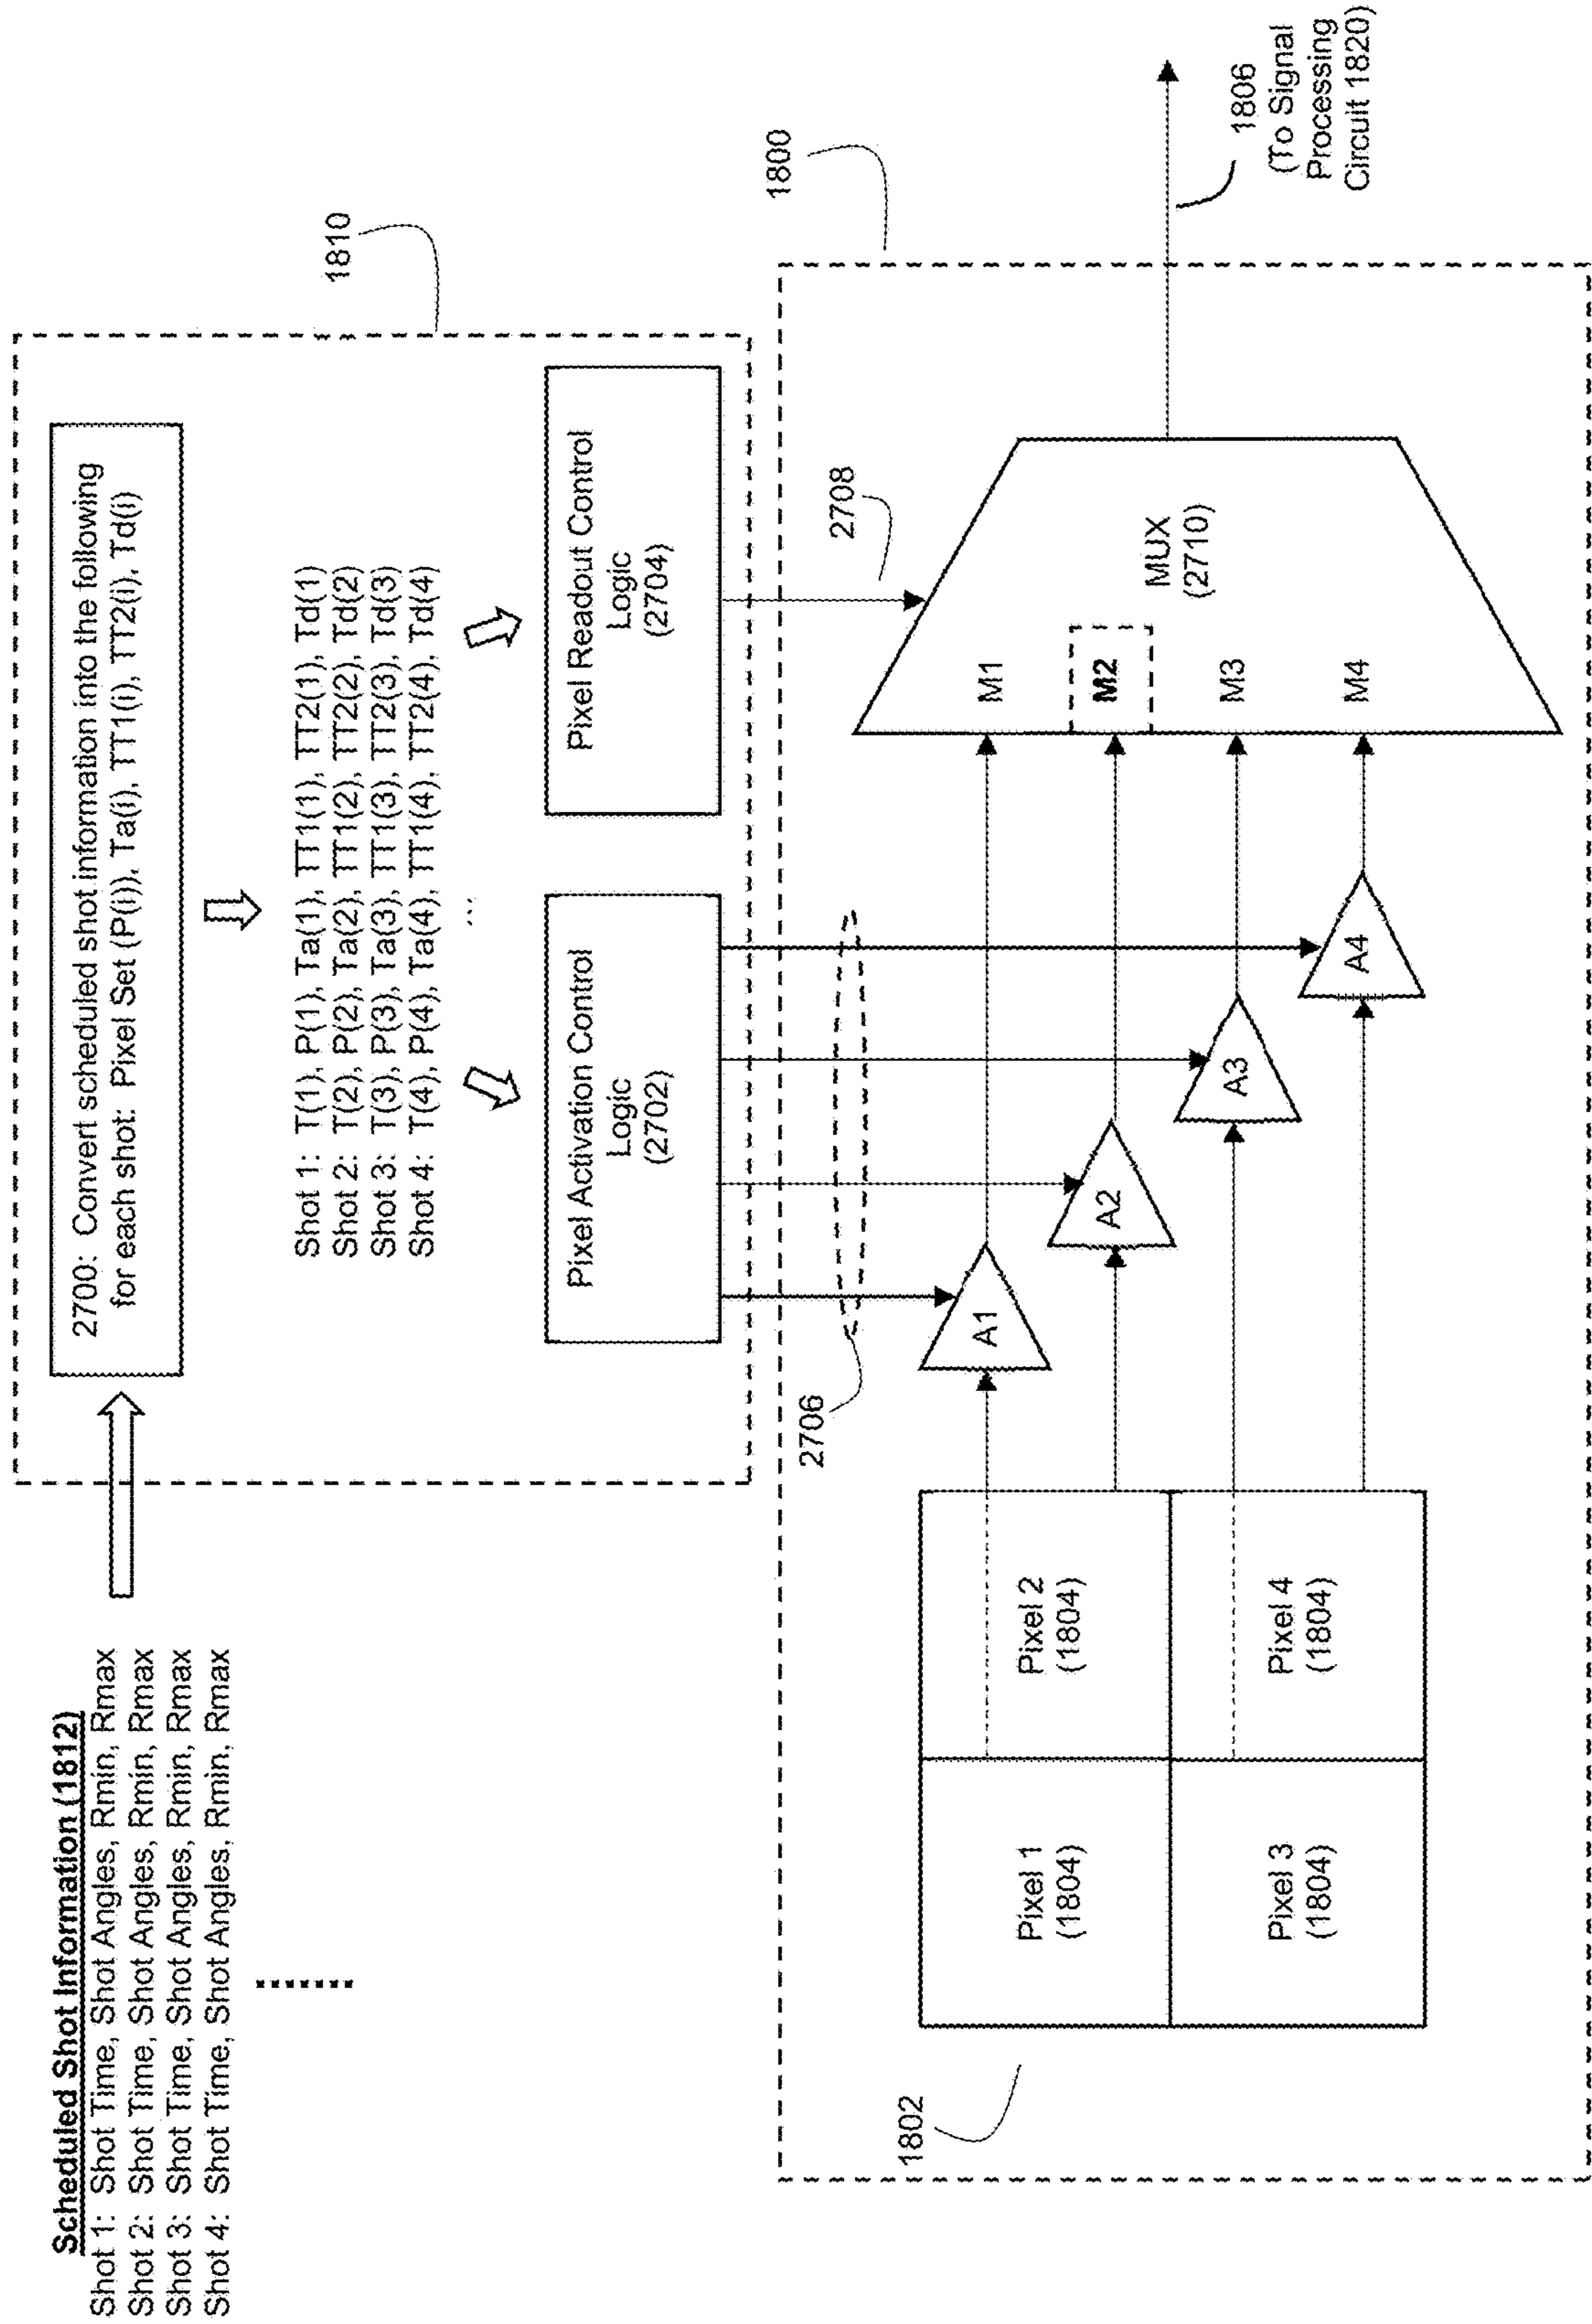 Scheduled Shot Information (1812)
Shot 1: Shot Time, Shot Angles, Rmin, Rmax
Shot 2: Shot Time, Shot Angles, Rmin, Rmax
Shot 3: Shot Time, Shot Angles, Rmin, Rmax
Shot 4: Shot Time, Shot Angles, Rmin, Rmax
.......
2700: Convert scheduled shot information into the following
for each shot: Pixel Set (P(i)), Ta(i), TT1(i), TT2(i), Td(i)
1810
Shot 1: T(1), P(1), Ta(1), TT1(1), TT2(1), Td(1)
Shot 2: T(2), P(2), Ta(2), TT1(2), TT2(2), Td(2)
Shot 3: T(3), P(3), Ta(3), TT1(3), TT2(3), Td(3)
Shot 4: T(4), P(4), Ta(4), TT1(4), TT2(4), Td(4)
...
Pixel Activation Control
Logic
(2702)
Pixel Readout Control
Logic
(2704)
2706
2708
1800
1802
Pixel 1
(1804)
Pixel 2
(1804)
Pixel 3
(1804)
Pixel 4
(1804)
A1
A2
A3
A4
M1
M2
M3
M4
MUX
(2710)
1806
(To Signal
Processing
Circuit 1820)